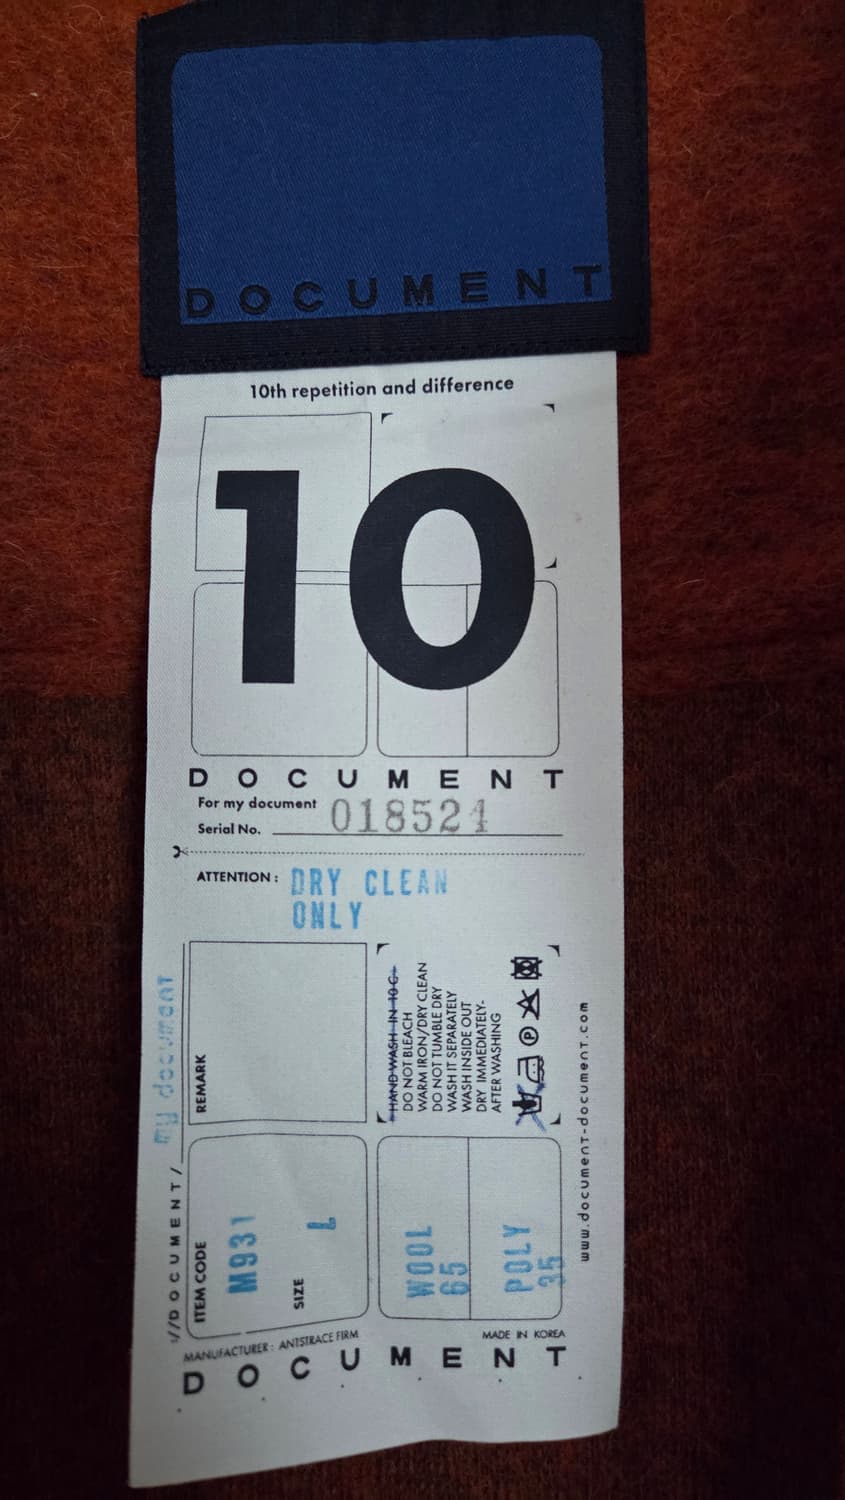 DOCUMENT
10th repetition and difference
10
DOCUMENT
For my document
Serial No. 018524
ATTENTION : DRY CLEAN
ONLY
HAND WASH IN 10 C
DO NOT BLEACH
WARM IRON/DRY CLEAN
DO NOT TUMBLE DRY
WASH IT SEPARATELY
WASH INSIDE OUT
DRY IMMEDIATELY-
AFTER WASHING
P
REMARK
my document
://DOCUMENT/
ITEM CODE
M931
SIZE
L
WOOL
65
POLY
35
www.document-document.com
MANUFACTURER : ANTSTRACE FIRM
MADE IN KOREA
DOCUMENT